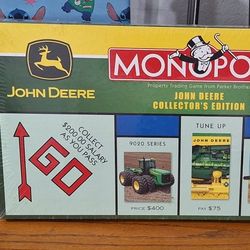 JOHN DEERE
MONOPO
Property Trading Game from Parker Brothe
JOHN DEERE
COLLECTOR'S EDITION
COLLECT
$200.00 SALARY
AS YOU PASS
GO
9020 SERIES
PRICE $400
TUNE UP
JOHN DEERE
PAY $75